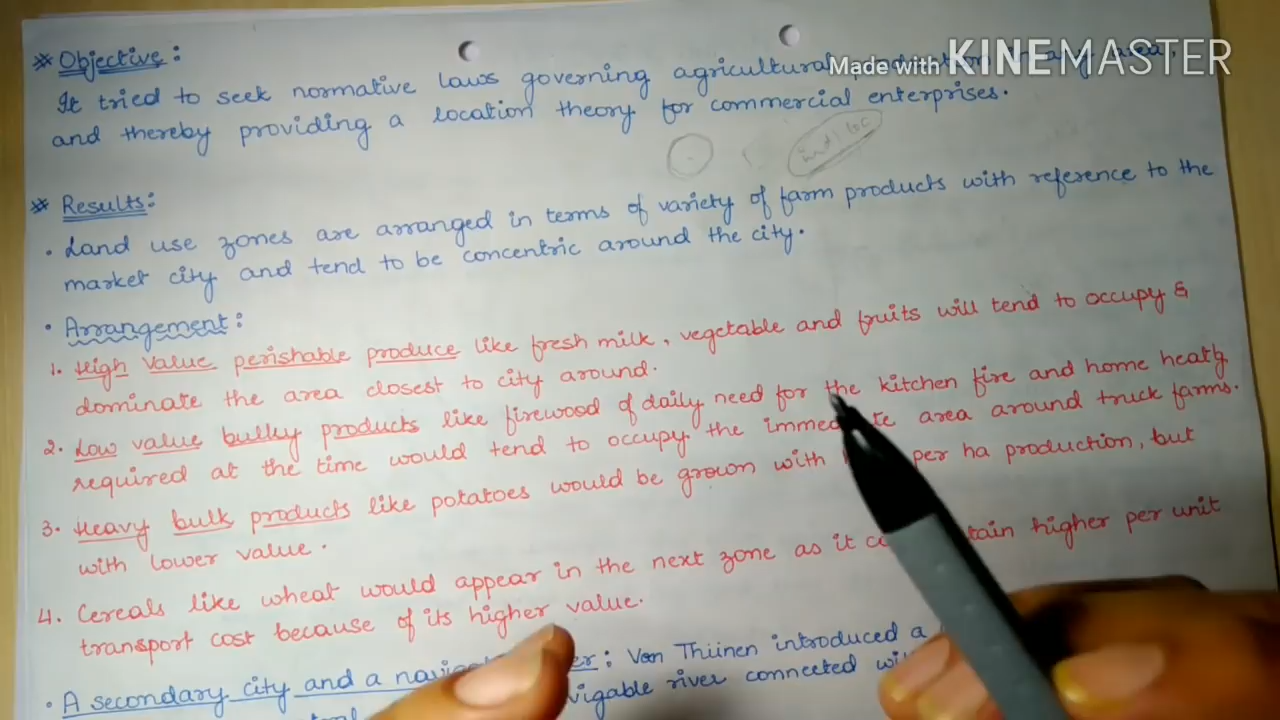 Made with KINEMASTER
* Objective:
It tried to seek normative laws governing agricultural
and thereby providing a location theory for commercial enterprises.
* Results:
• Land use zones are arranged in terms of variety of farm products with reference to the
market city and tend to be concentric around the city.
• Arrangement:
1. High value perishable produce like fresh milk, vegetable and fruits will tend to occupy &
dominate the area closest to city around.
2. Low value bulky products like firewood of daily need for the kitchen fire and home heatg
required at the time would tend to occupy the area around truck farms.
3. Heavy bulk products like potatoes would be grown with per ha production, but
with lower value.
4. Cereals like wheat would appear in the next zone as it higher per unit
transport cost because of its higher value.
• A secondary city and a : Von Thünen introduced a
river connected